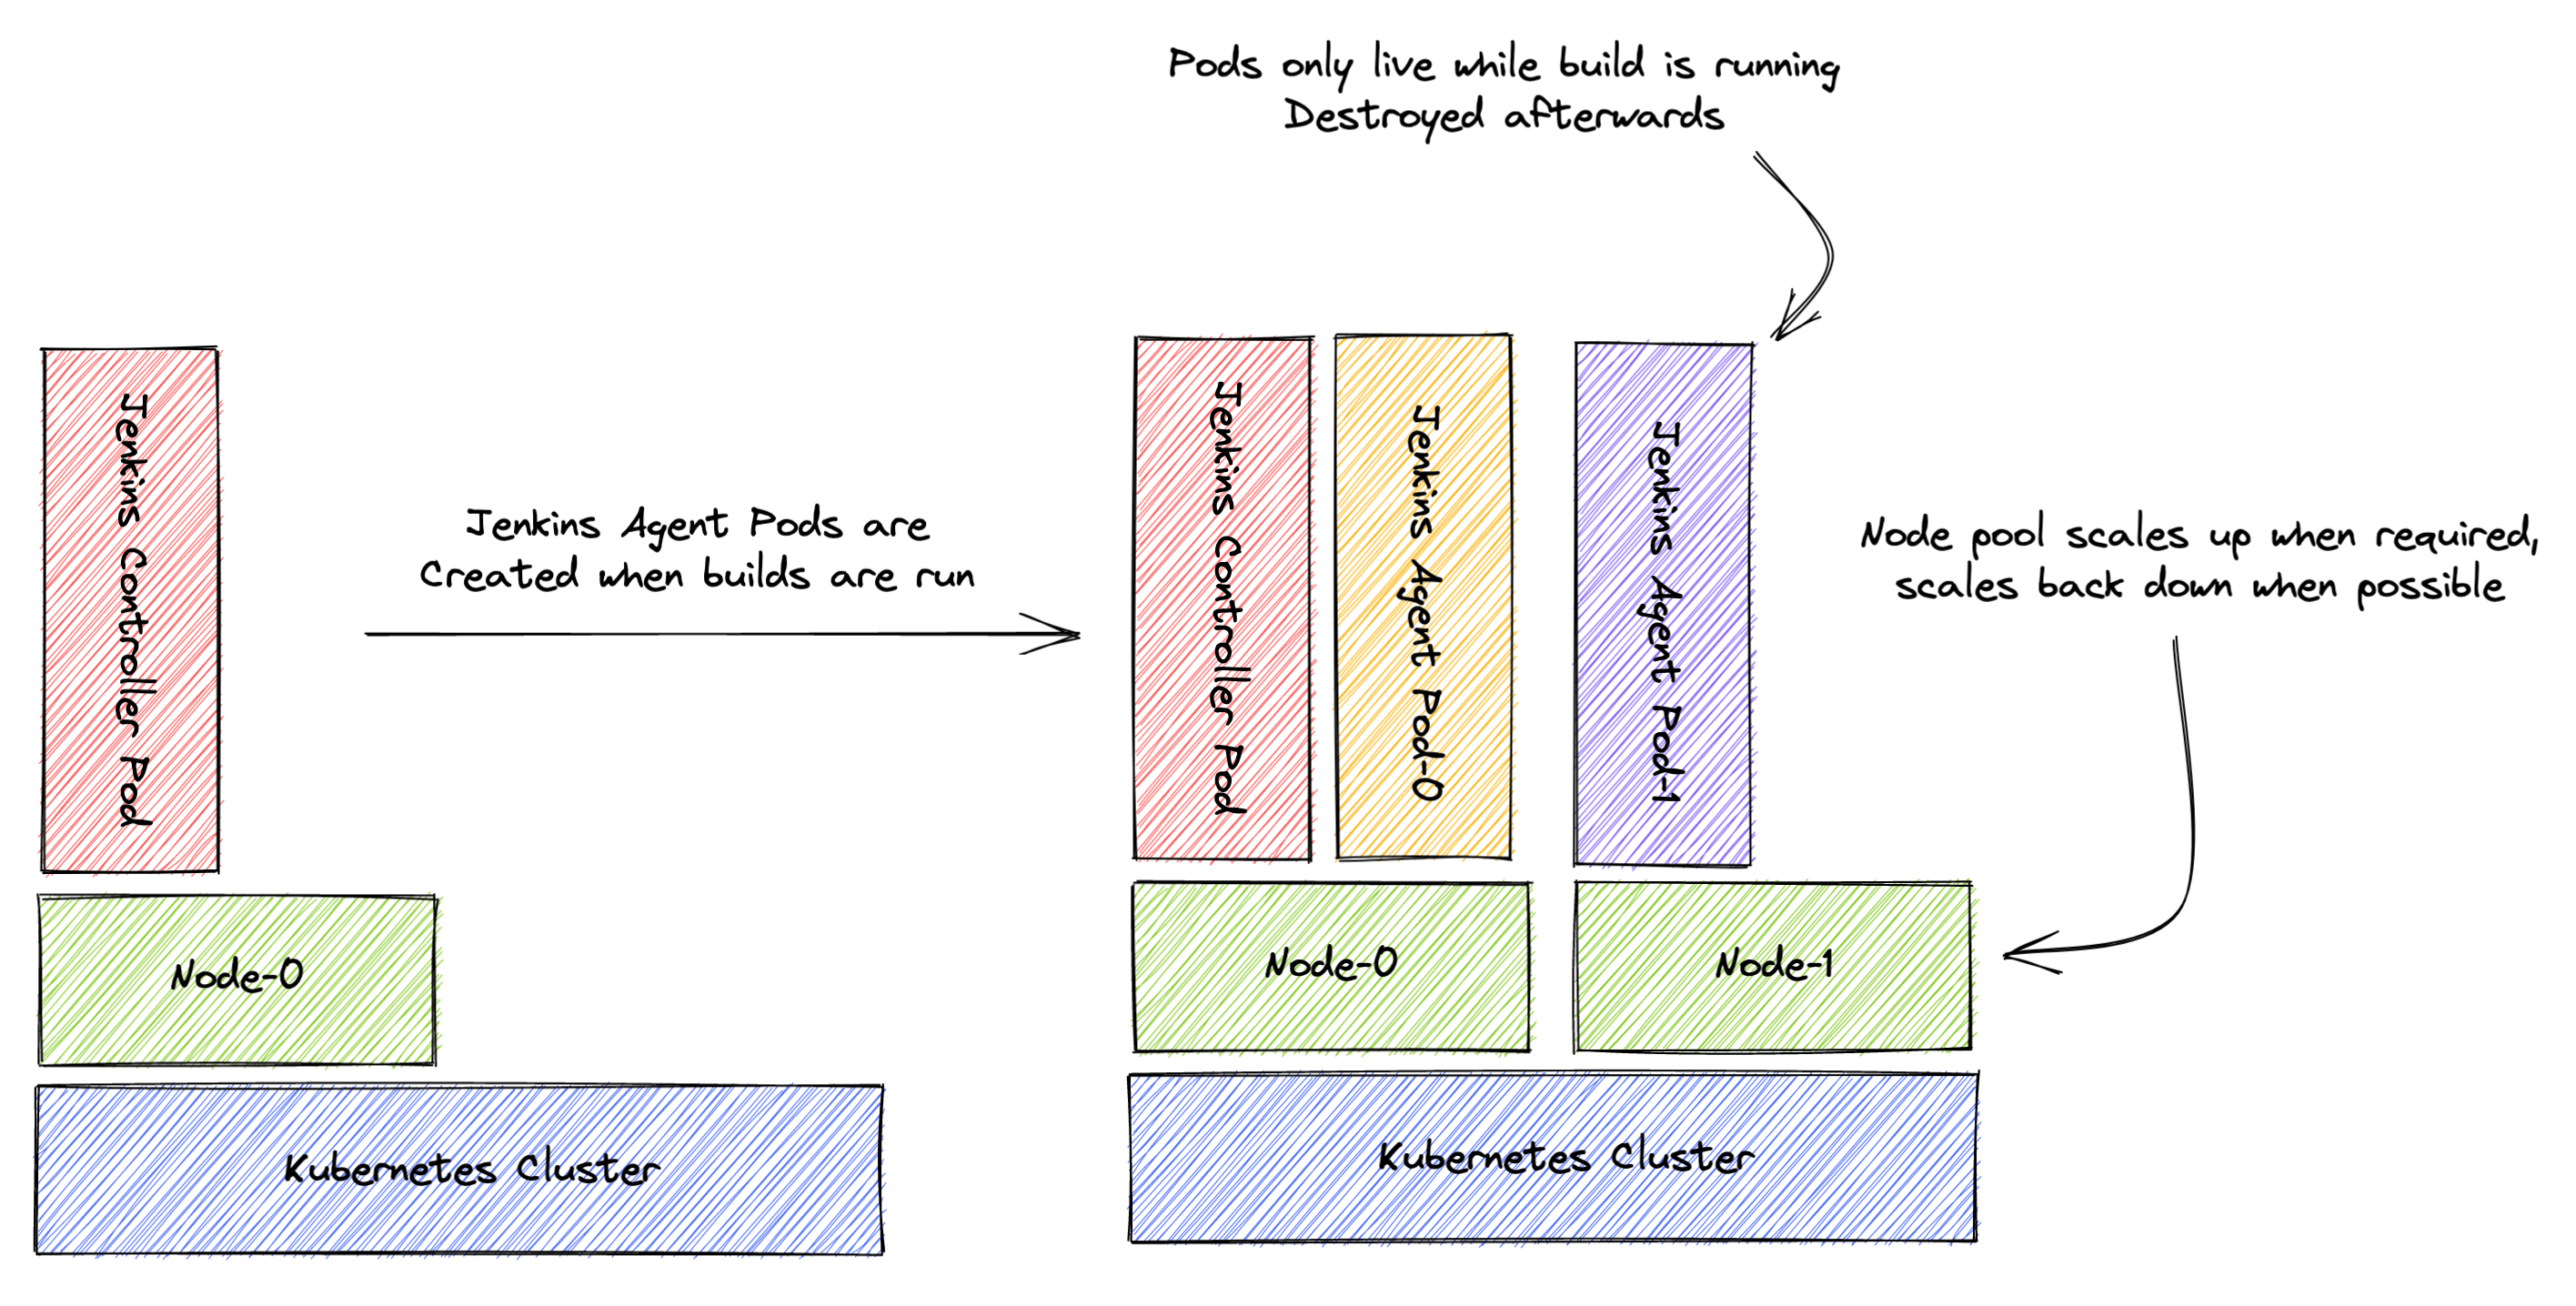 Pods only live while build is running
Destroyed afterwards
Jenkins Controller Pod
Jenkins Agent Pods are
Created when builds are run
Jenkins Controller Pod
Jenkins Agent Pod-0
Jenkins Agent Pod-1
Node pool scales up when required,
scales back down when possible
Node-0
Node-0
Node-1
Kubernetes Cluster
Kubernetes Cluster